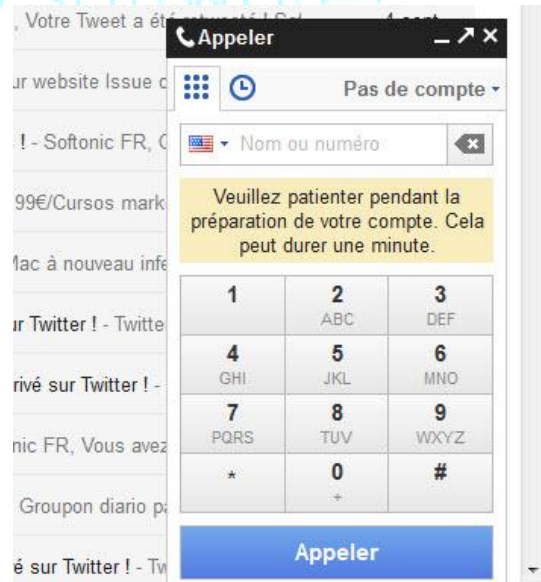 , Votre Tweet a été
4 sept.
Appeler
ur website Issue
Pas de compte
! - Softonic FR,
Nom ou numéro
99€/Cursos mark
Veuillez patienter pendant la
préparation de votre compte. Cela
peut durer une minute.
Mac à nouveau infe
1 2 3
ABC DEF
ur Twitter ! - Twitte
4 5 6
GHI JKL MNO
rivé sur Twitter ! -
7 8 9
PQRS TUV WXYZ
nic FR, Vous avez
* 0 #
+
Groupon diario pa
Appeler
é sur Twitter ! - Tw